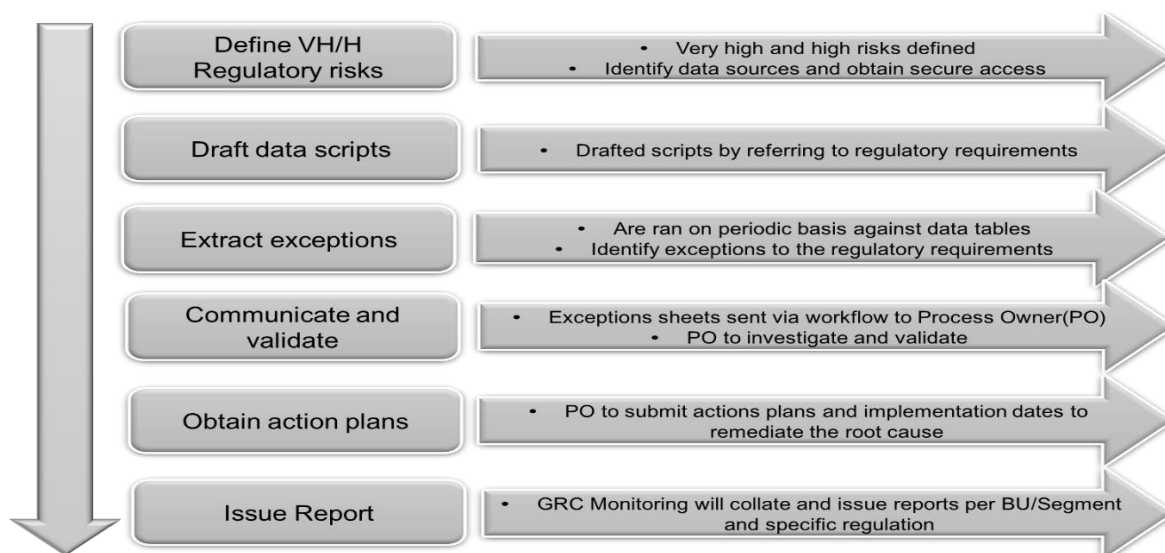 Define VH/H
Regulatory risks
• Very high and high risks defined
• Identify data sources and obtain secure access
Draft data scripts
• Drafted scripts by referring to regulatory requirements
Extract exceptions
• Are ran on periodic basis against data tables
• Identify exceptions to the regulatory requirements
Communicate and
validate
• Exceptions sheets sent via workflow to Process Owner(PO)
• PO to investigate and validate
Obtain action plans
• PO to submit actions plans and implementation dates to
remediate the root cause
Issue Report
• GRC Monitoring will collate and issue reports per BU/Segment
and specific regulation